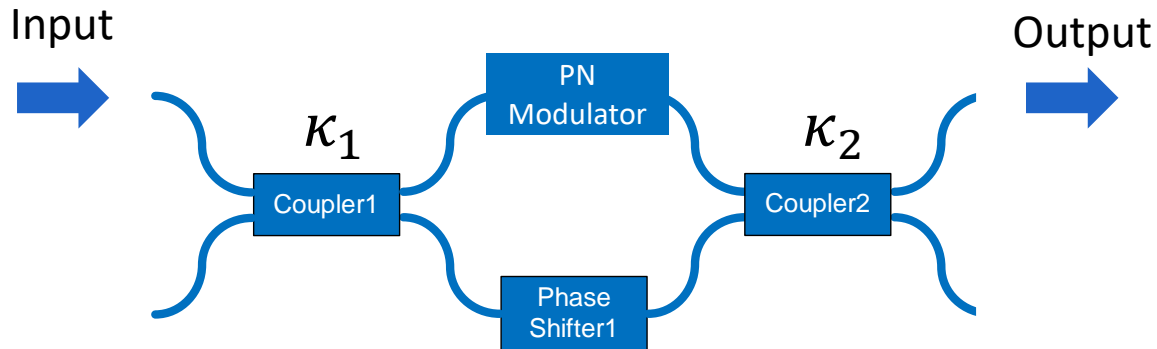 Input
Output
PN
Modulator
κ₁
κ₂
Coupler1
Coupler2
Phase
Shifter1